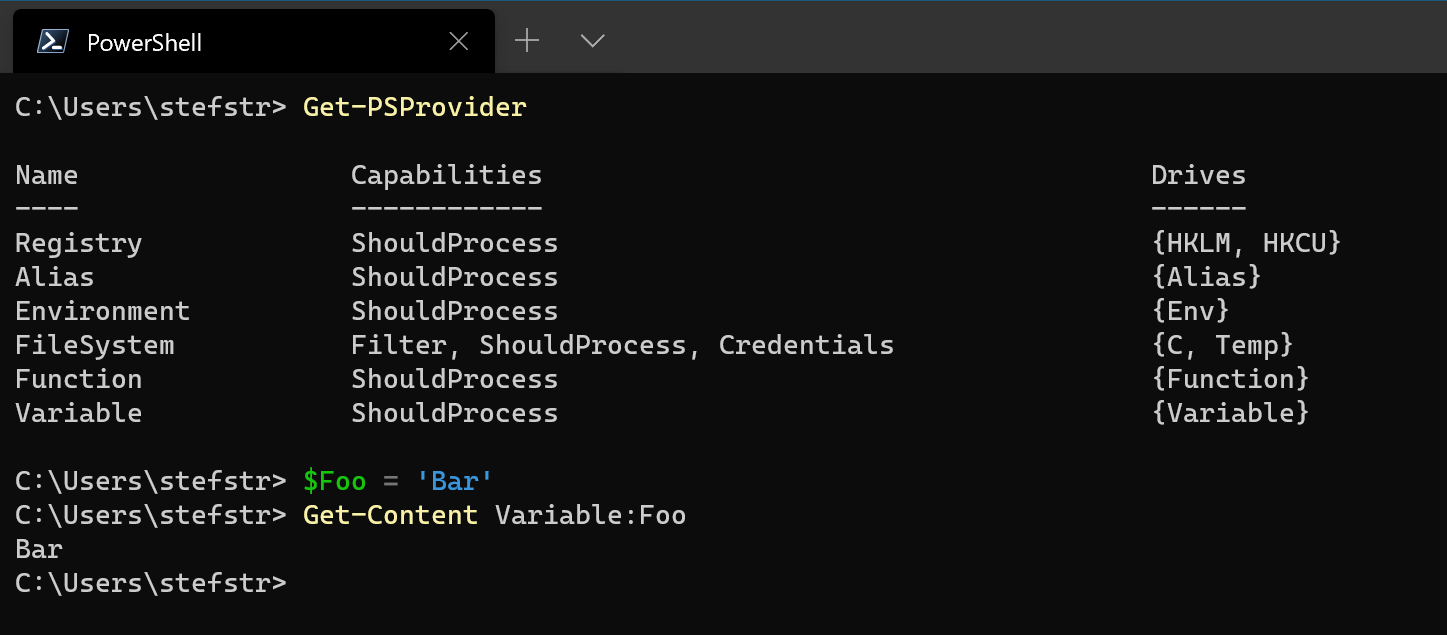 PowerShell
C:\Users\stefstr> Get-PSProvider
Name Capabilities Drives
---- ------------ ------
Registry ShouldProcess {HKLM, HKCU}
Alias ShouldProcess {Alias}
Environment ShouldProcess {Env}
FileSystem Filter, ShouldProcess, Credentials {C, Temp}
Function ShouldProcess {Function}
Variable ShouldProcess {Variable}
C:\Users\stefstr> $Foo = 'Bar'
C:\Users\stefstr> Get-Content Variable:Foo
Bar
C:\Users\stefstr>